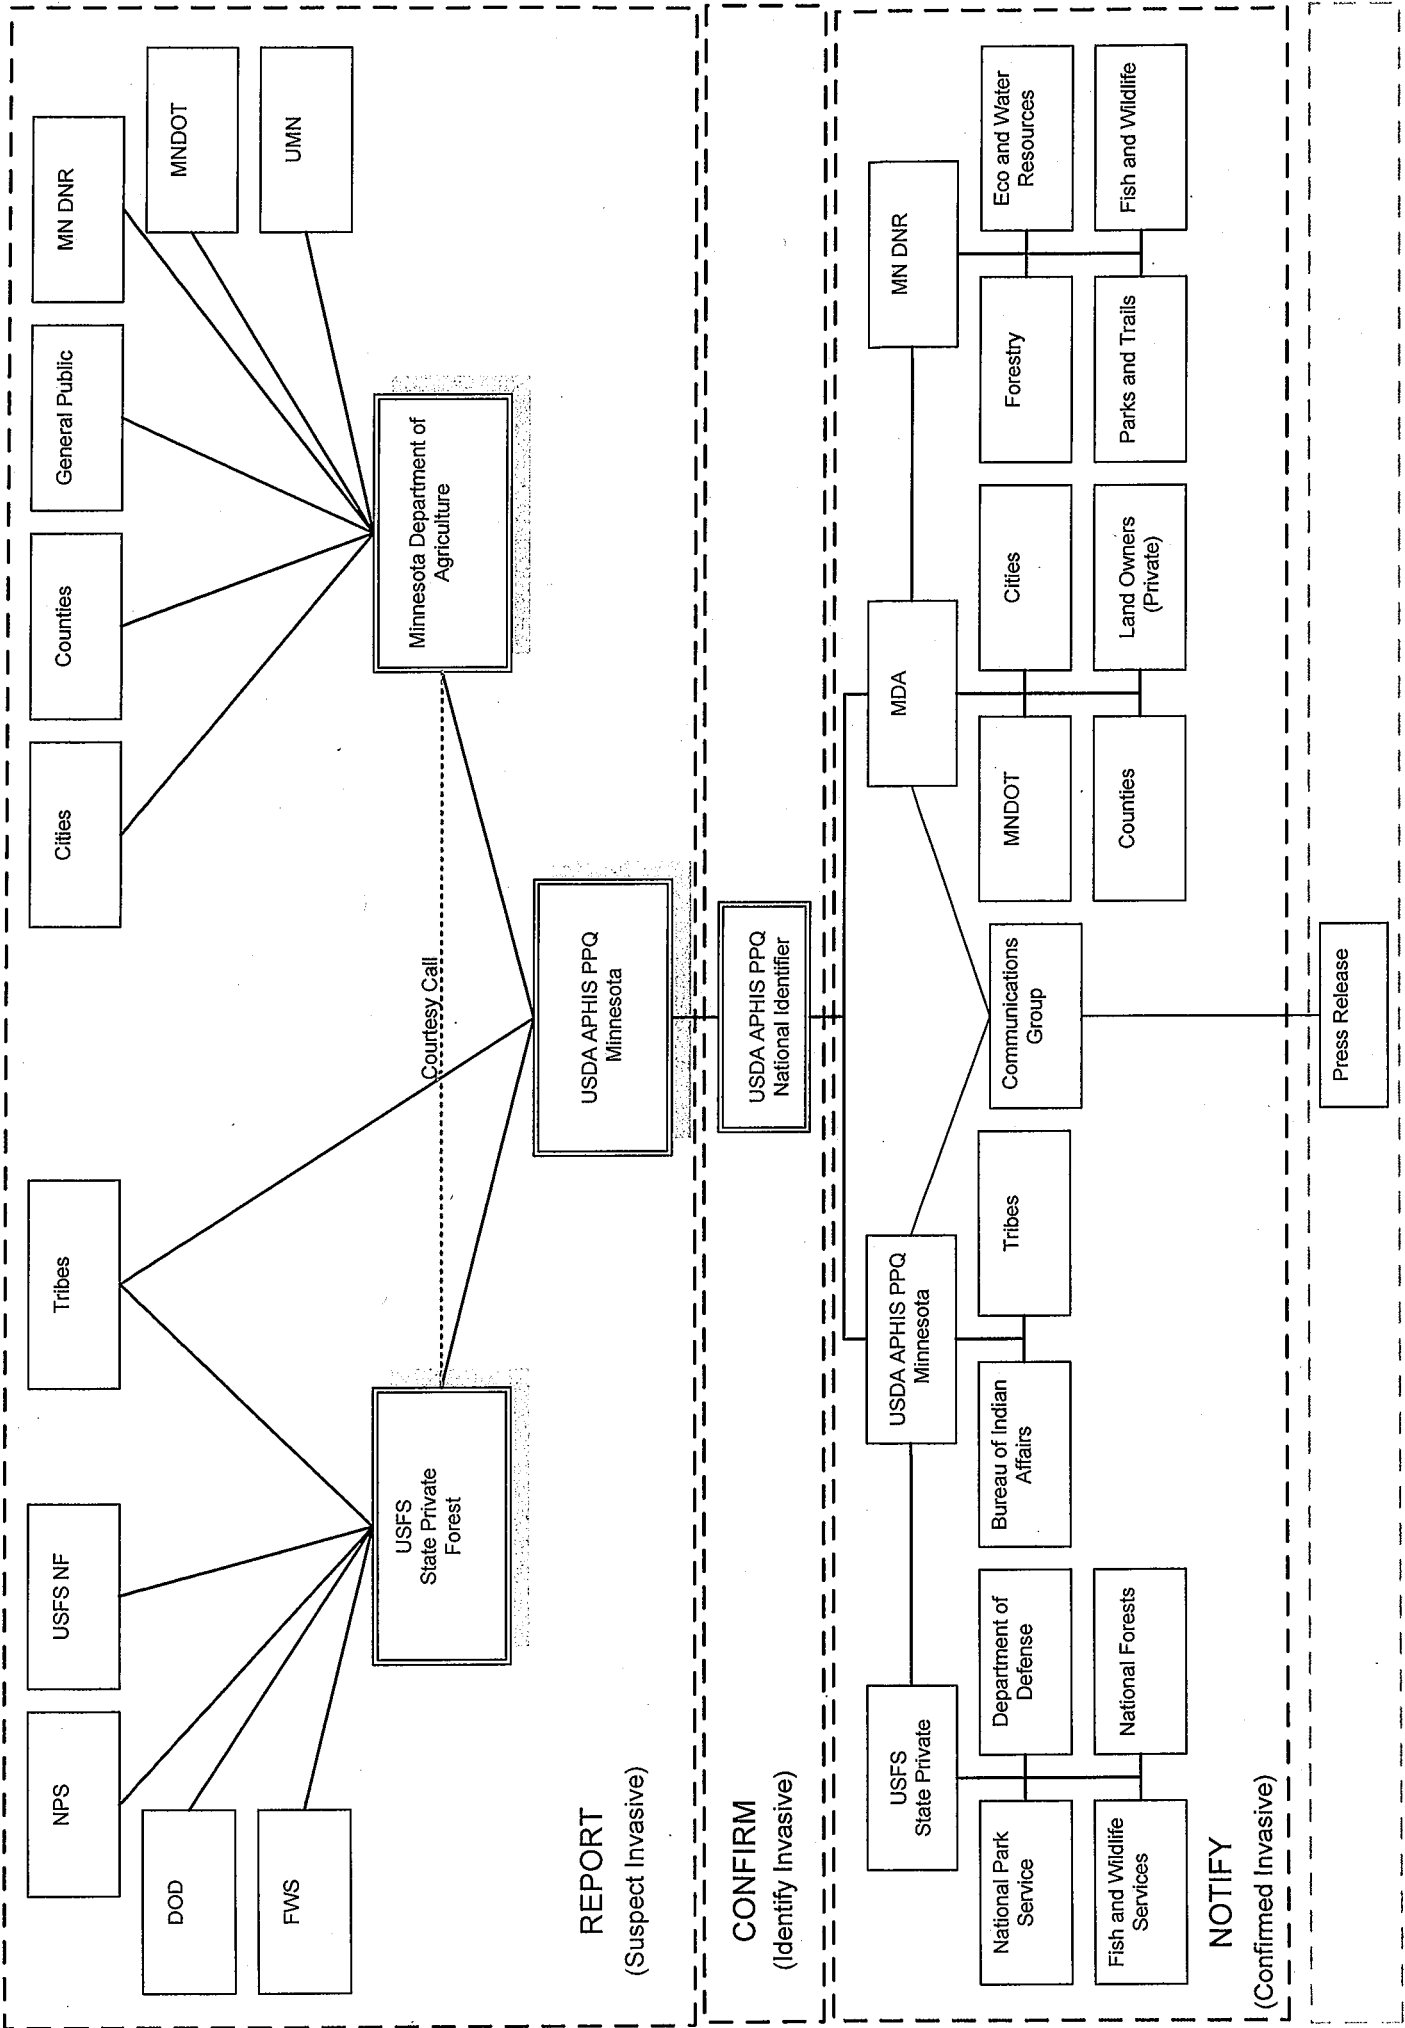 NPS
USFS NF
Tribes
Cities
Counties
General Public
MN DNR
DOD
MNDOT
FWS
UMN
USFS
State Private
Forest
Courtesy Call
Minnesota Department of
Agriculture
USDA APHIS PPQ
Minnesota
REPORT
(Suspect Invasive)
CONFIRM
(Identify Invasive)
USDA APHIS PPQ
National Identifier
USFS
State Private
USDA APHIS PPQ
Minnesota
MDA
MN DNR
National Park
Service
Department of
Defense
Bureau of Indian
Affairs
Tribes
Communications
Group
MNDOT
Cities
Forestry
Eco and Water
Resources
Fish and Wildlife
Services
National Forests
Counties
Land Owners
(Private)
Parks and Trails
Fish and Wildlife
NOTIFY
(Confirmed Invasive)
Press Release